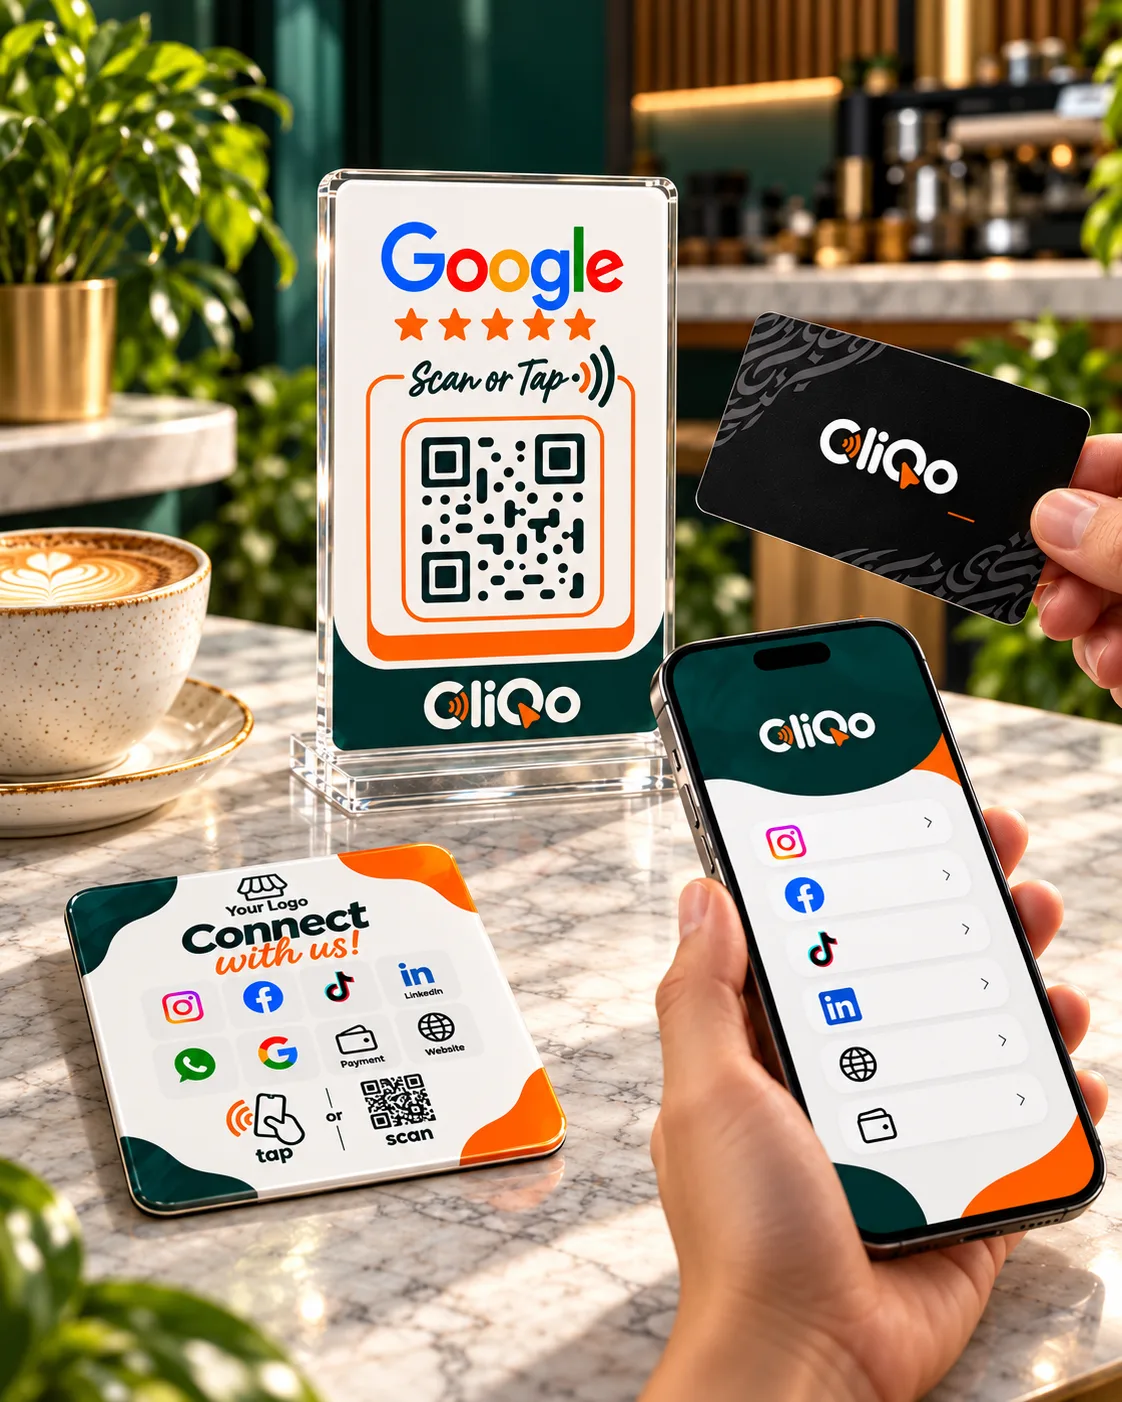 Google
Scan or Tap
CliQo
CliQo
CliQo
Your Logo
Connect
with us!
in
LinkedIn
Payment
Website
tap
or
scan
in